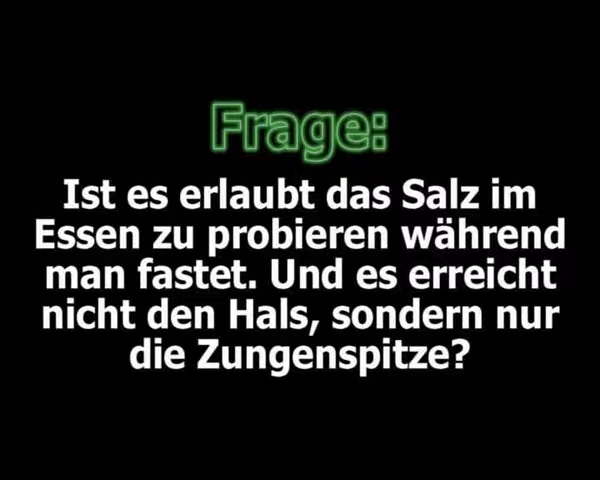 Frage:
Ist es erlaubt das Salz im
Essen zu probieren während
man fastet. Und es erreicht
nicht den Hals, sondern nur
die Zungenspitze?